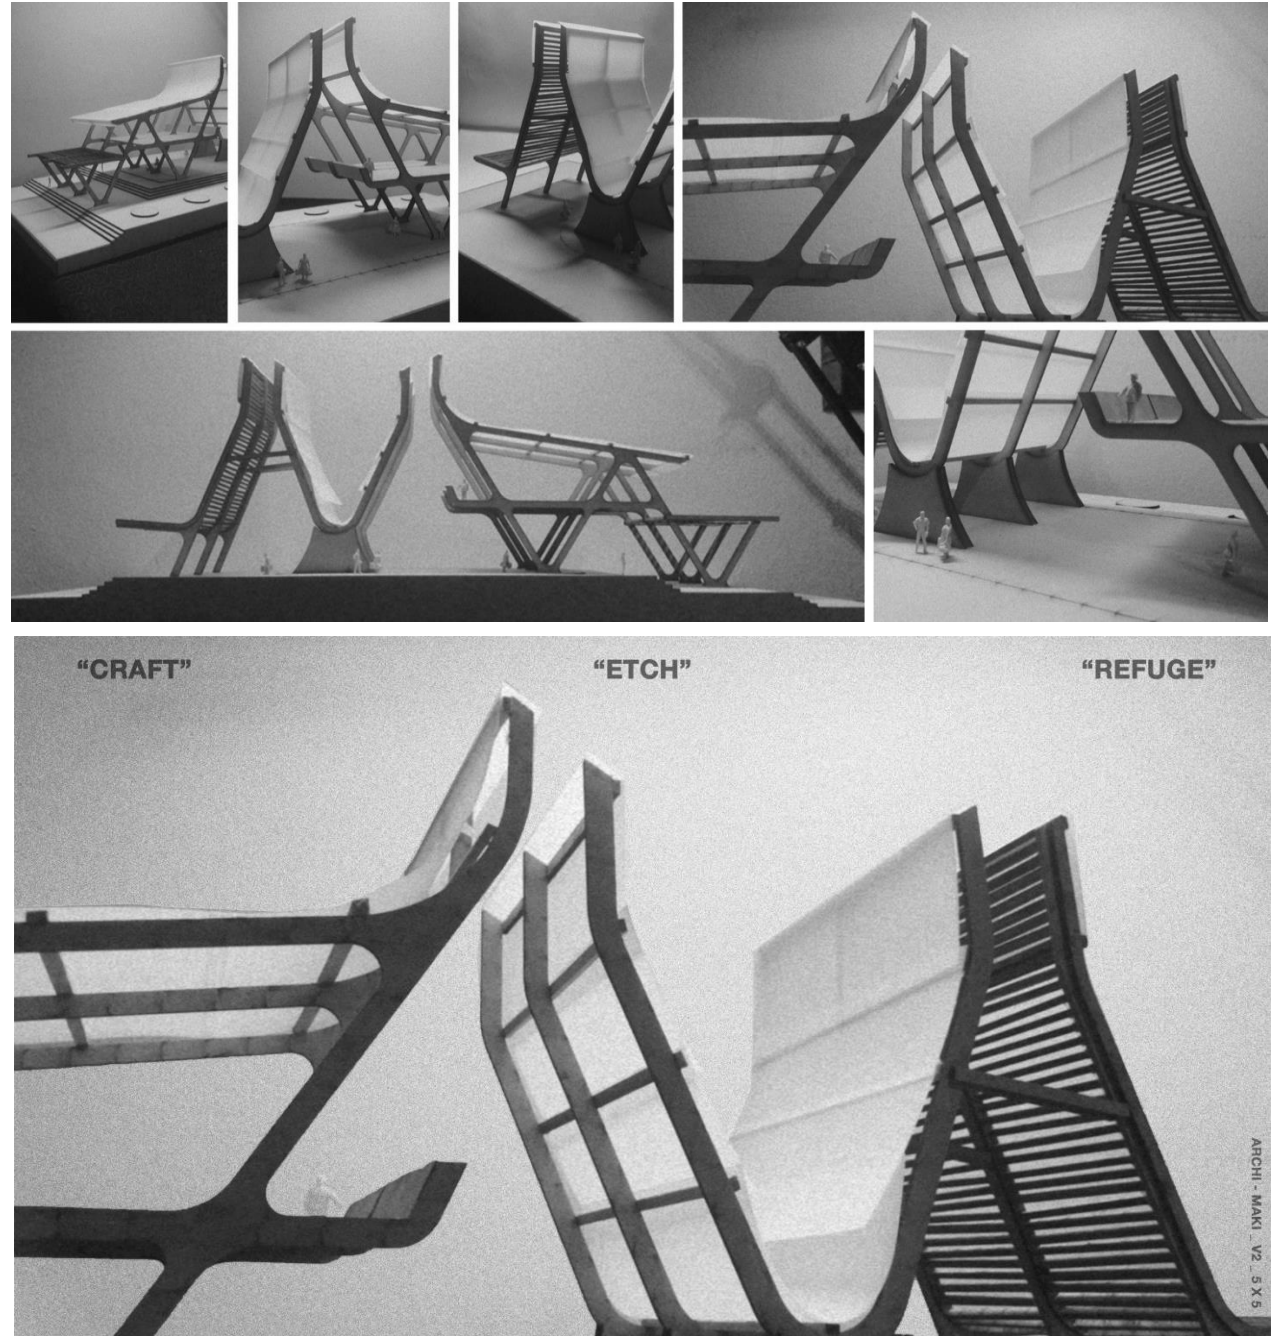 “CRAFT”
“ETCH”
“REFUGE”
ARCHI - MAKI _ V2 _ 5 X 5